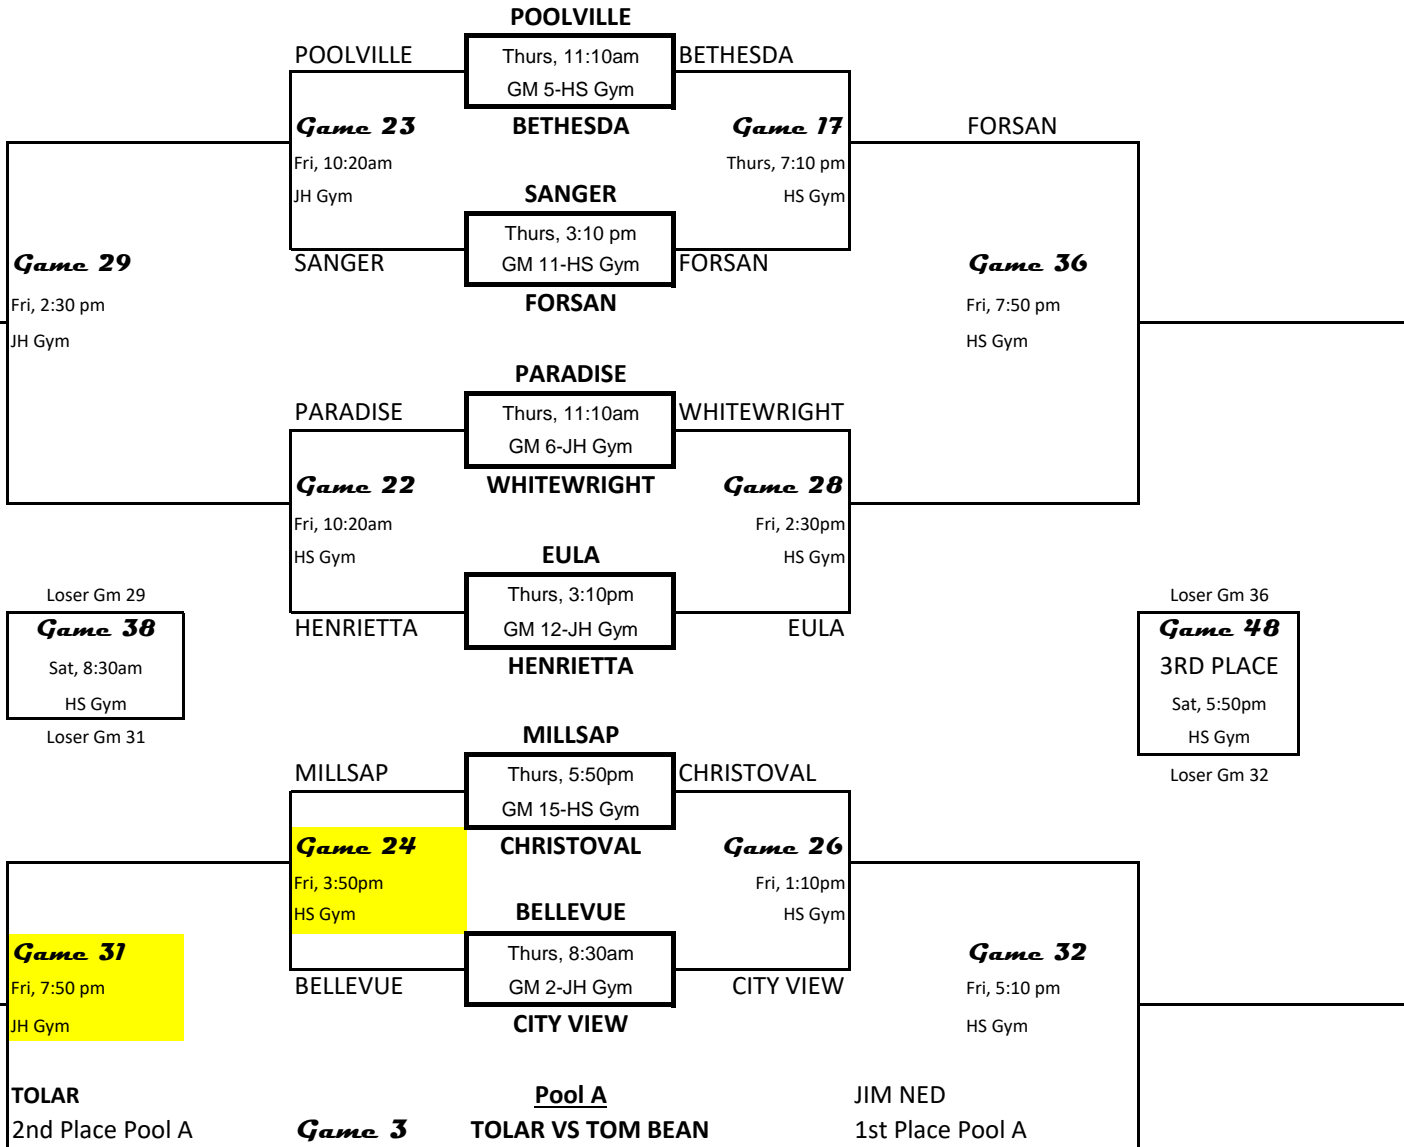 POOLVILLE
POOLVILLE
Thurs, 11:10am
BETHESDA
GM 5-HS Gym
Game 23
BETHESDA
Game 17
FORSAN
Fri, 10:20am
Thurs, 7:10 pm
JH Gym
SANGER
HS Gym
Thurs, 3:10 pm
Game 29
SANGER
GM 11-HS Gym
FORSAN
Game 36
Fri, 2:30 pm
FORSAN
Fri, 7:50 pm
JH Gym
HS Gym
PARADISE
PARADISE
Thurs, 11:10am
WHITEWRIGHT
GM 6-JH Gym
Game 22
WHITEWRIGHT
Game 28
Fri, 10:20am
Fri, 2:30pm
HS Gym
EULA
HS Gym
Loser Gm 29
Thurs, 3:10pm
Loser Gm 36
Game 38
HENRIETTA
GM 12-JH Gym
EULA
Game 48
Sat, 8:30am
HENRIETTA
3RD PLACE
HS Gym
Sat, 5:50pm
Loser Gm 31
MILLSAP
HS Gym
MILLSAP
Thurs, 5:50pm
CHRISTOVAL
Loser Gm 32
GM 15-HS Gym
Game 24
CHRISTOVAL
Game 26
Fri, 3:50pm
Fri, 1:10pm
HS Gym
BELLEVUE
HS Gym
Game 31
Thurs, 8:30am
Game 32
Fri, 7:50 pm
BELLEVUE
GM 2-JH Gym
CITY VIEW
Fri, 5:10 pm
JH Gym
CITY VIEW
HS Gym
TOLAR
Pool A
JIM NED
2nd Place Pool A
Game 3
TOLAR VS TOM BEAN
1st Place Pool A